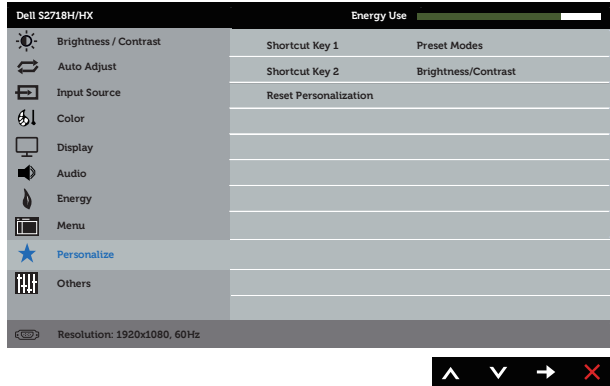 Dell S2718H/HX Energy Use
Brightness / Contrast
Auto Adjust
Input Source
Color
Display
Audio
Energy
Menu
Personalize
Others
Shortcut Key 1 Preset Modes
Shortcut Key 2 Brightness/Contrast
Reset Personalization
Resolution: 1920x1080, 60Hz